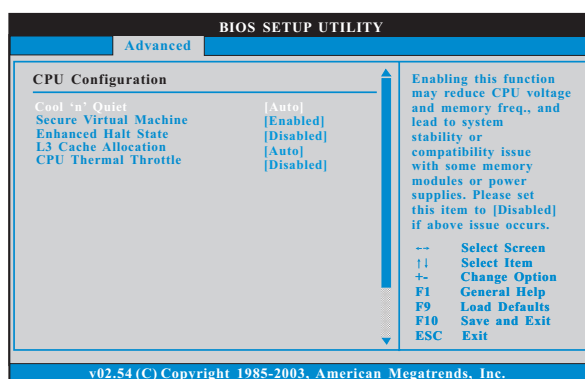 BIOS SETUP UTILITY
Advanced
CPU Configuration
Cool ‘n’ Quiet [Auto]
Secure Virtual Machine [Enabled]
Enhanced Halt State [Disabled]
L3 Cache Allocation [Auto]
CPU Thermal Throttle [Disabled]
Enabling this function
may reduce CPU voltage
and memory freq., and
lead to system
stability or
compatibility issue
with some memory
modules or power
supplies. Please set
this item to [Disabled]
if above issue occurs.
←→ Select Screen
↑↓ Select Item
+- Change Option
F1 General Help
F9 Load Defaults
F10 Save and Exit
ESC Exit
v02.54 (C) Copyright 1985-2003, American Megatrends, Inc.